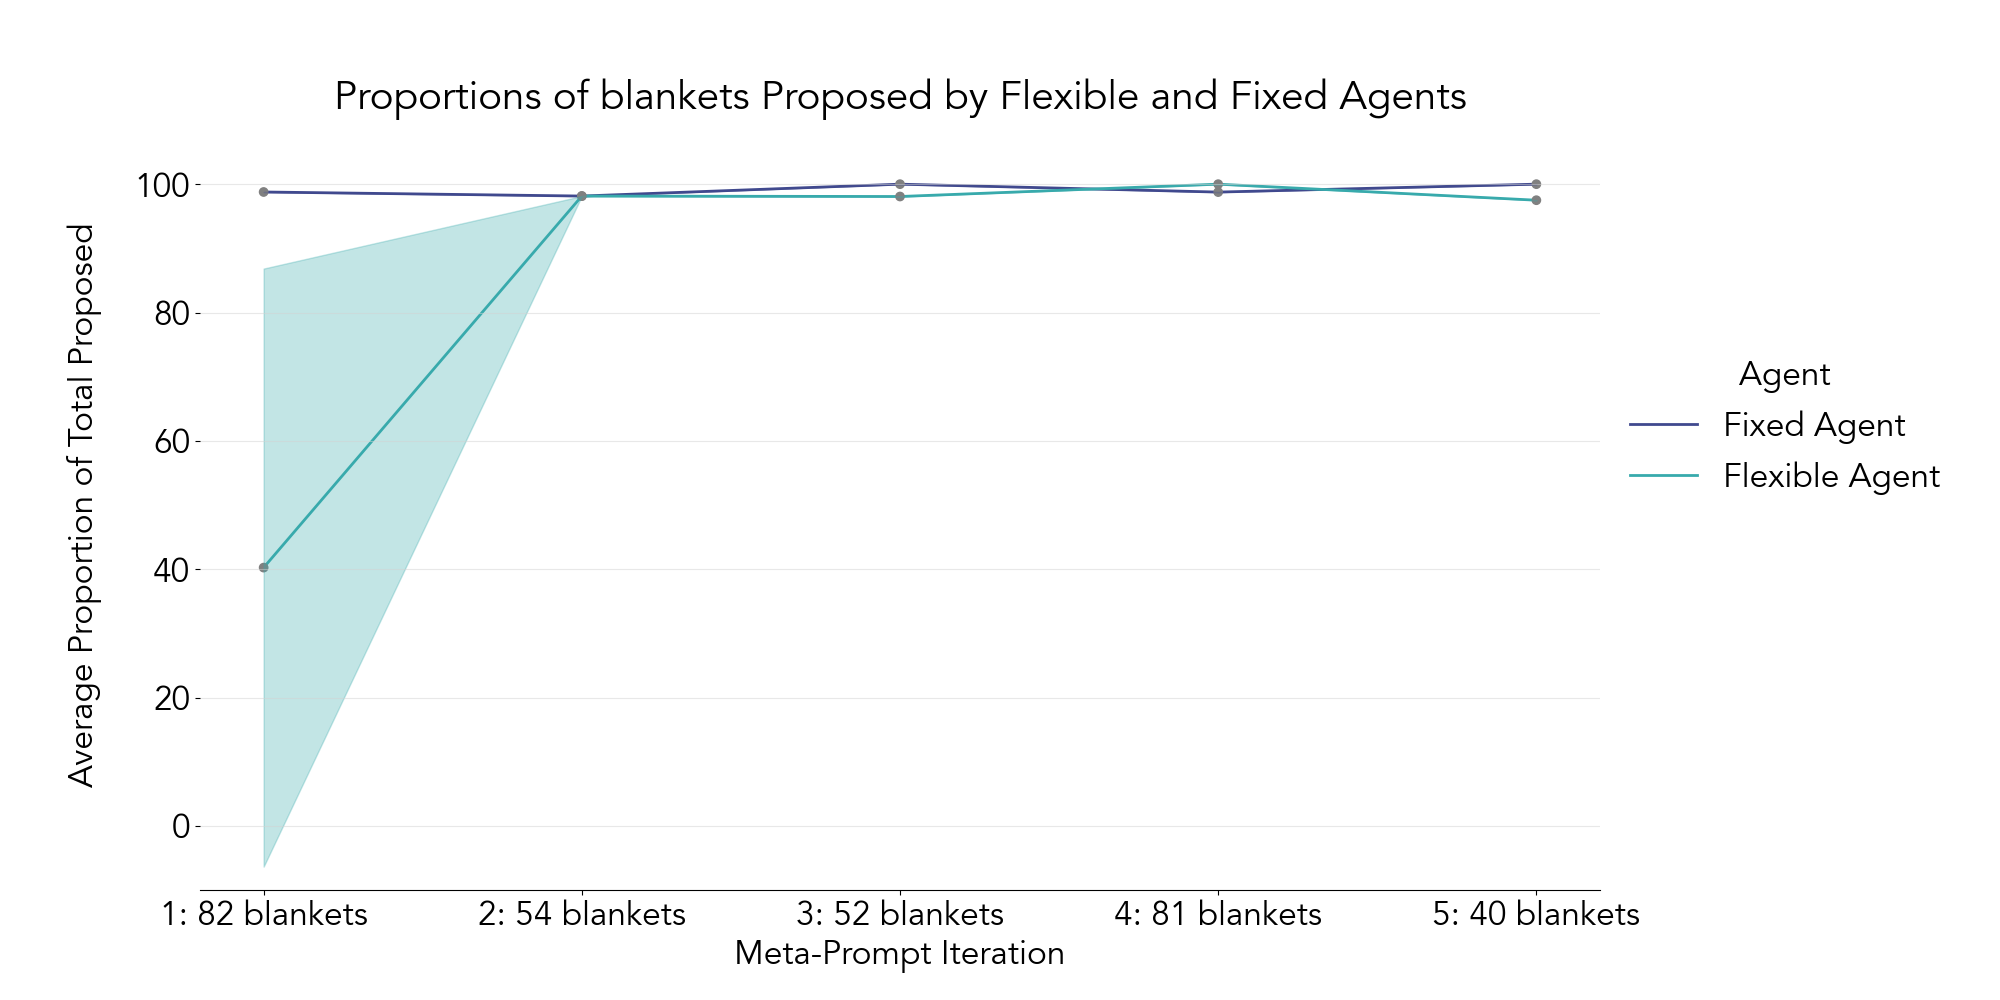 Proportions of blankets Proposed by Flexible and Fixed Agents
Average Proportion of Total Proposed
100
80
60
40
20
0
1: 82 blankets
2: 54 blankets
3: 52 blankets
4: 81 blankets
5: 40 blankets
Meta-Prompt Iteration
Agent
Fixed Agent
Flexible Agent